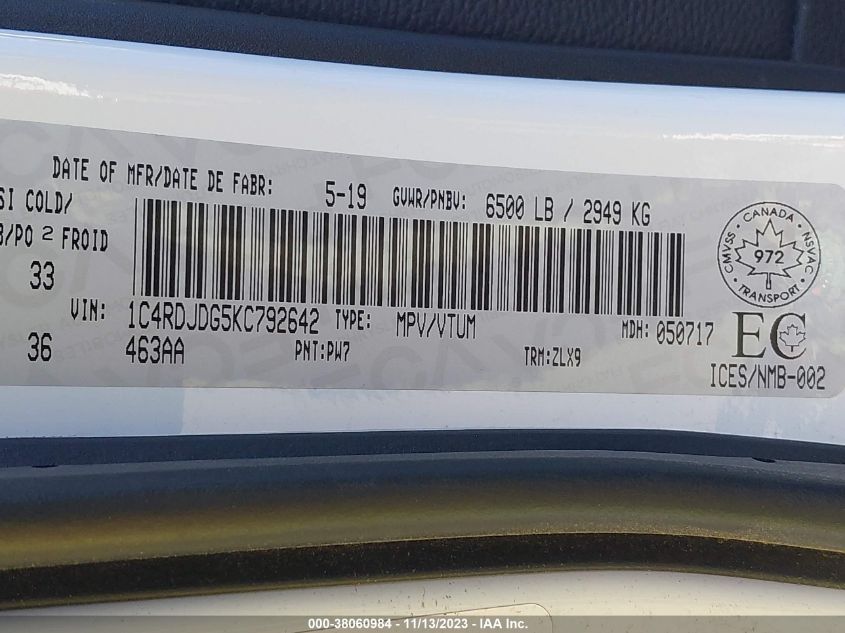 DATE OF MFR/DATE DE FABR: 5-19 GVWR/PNBV: 6500 LB / 2949 KG
SI COLD/
/PO 2 FROID
33
VIN: 1C4RDJDG5KC792642 TYPE: MPV/VTUM MDH: 050717
36 463AA PNT:PW7 TRM:ZLX9
CANADA
CMVSS 972 NSVAC
TRANSPORT
EC
ICES/NMB-002
000-38060984 - 11/13/2023 - IAA Inc.